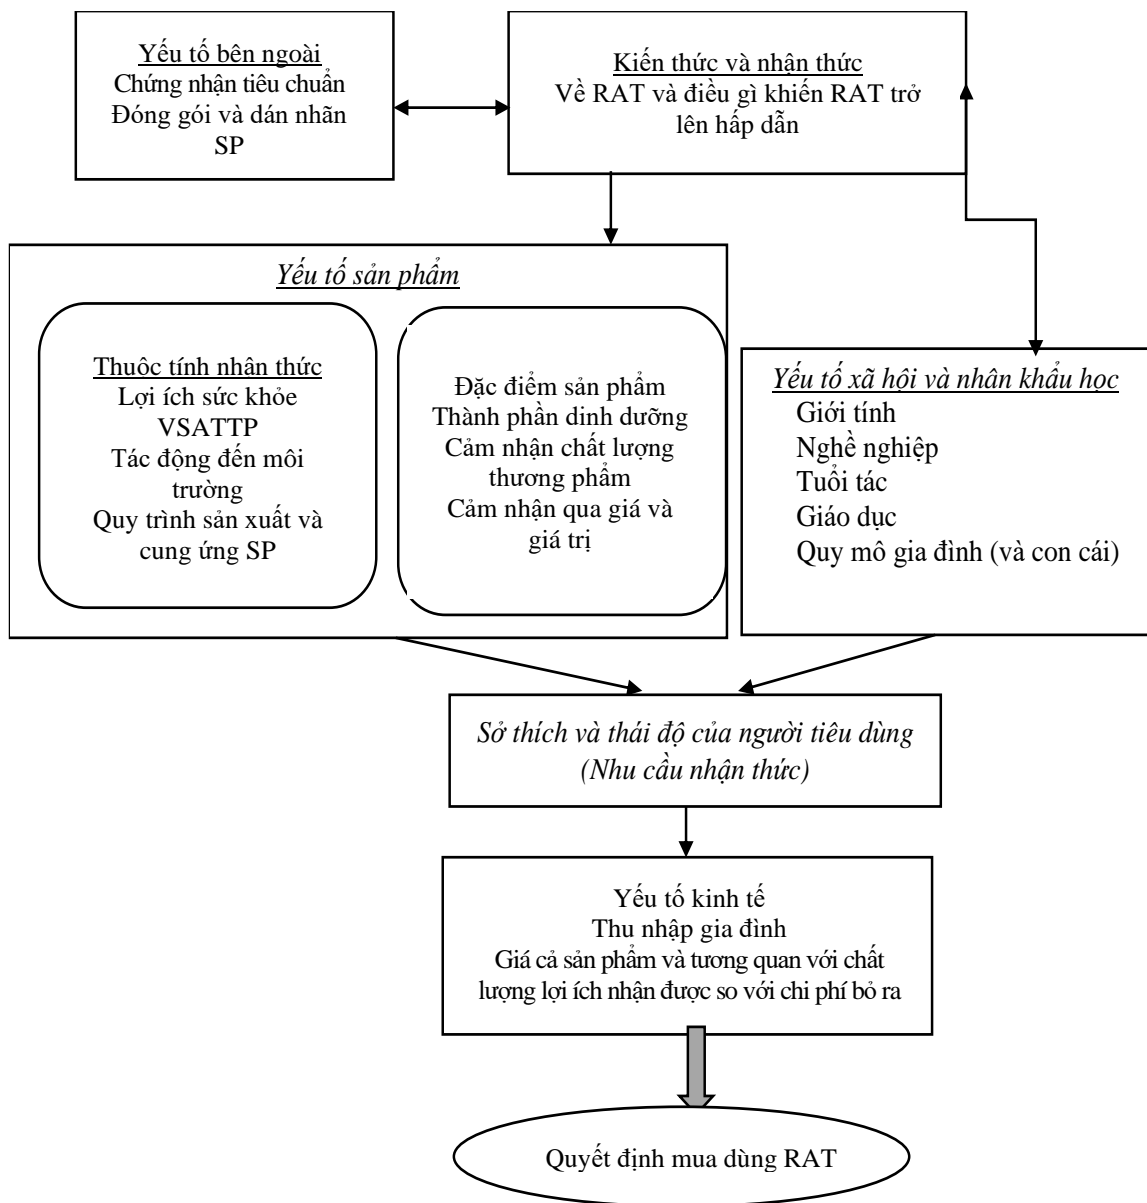 Yếu tố bên ngoài
Chứng nhận tiêu chuẩn
Đóng gói và dán nhãn
SP
Kiến thức và nhận thức
Về RAT và điều gì khiến RAT trở
lên hấp dẫn
Yếu tố sản phẩm
Thuôc tính nhân thức
Lợi ích sức khỏe
VSATTP
Tác động đến môi
trường
Quy trình sản xuất và
cung ứng SP
Đặc điểm sản phẩm
Thành phần dinh dưỡng
Cảm nhận chất lượng
thương phẩm
Cảm nhận qua giá và
giá trị
Yếu tố xã hội và nhân khẩu học
Giới tính
Nghề nghiệp
Tuổi tác
Giáo dục
Quy mô gia đình (và con cái)
Sở thích và thái độ của người tiêu dùng
(Nhu cầu nhận thức)
Yếu tố kinh tế
Thu nhập gia đình
Giá cả sản phẩm và tương quan với chất
lượng lợi ích nhận được so với chi phí bỏ ra
Quyết định mua dùng RAT